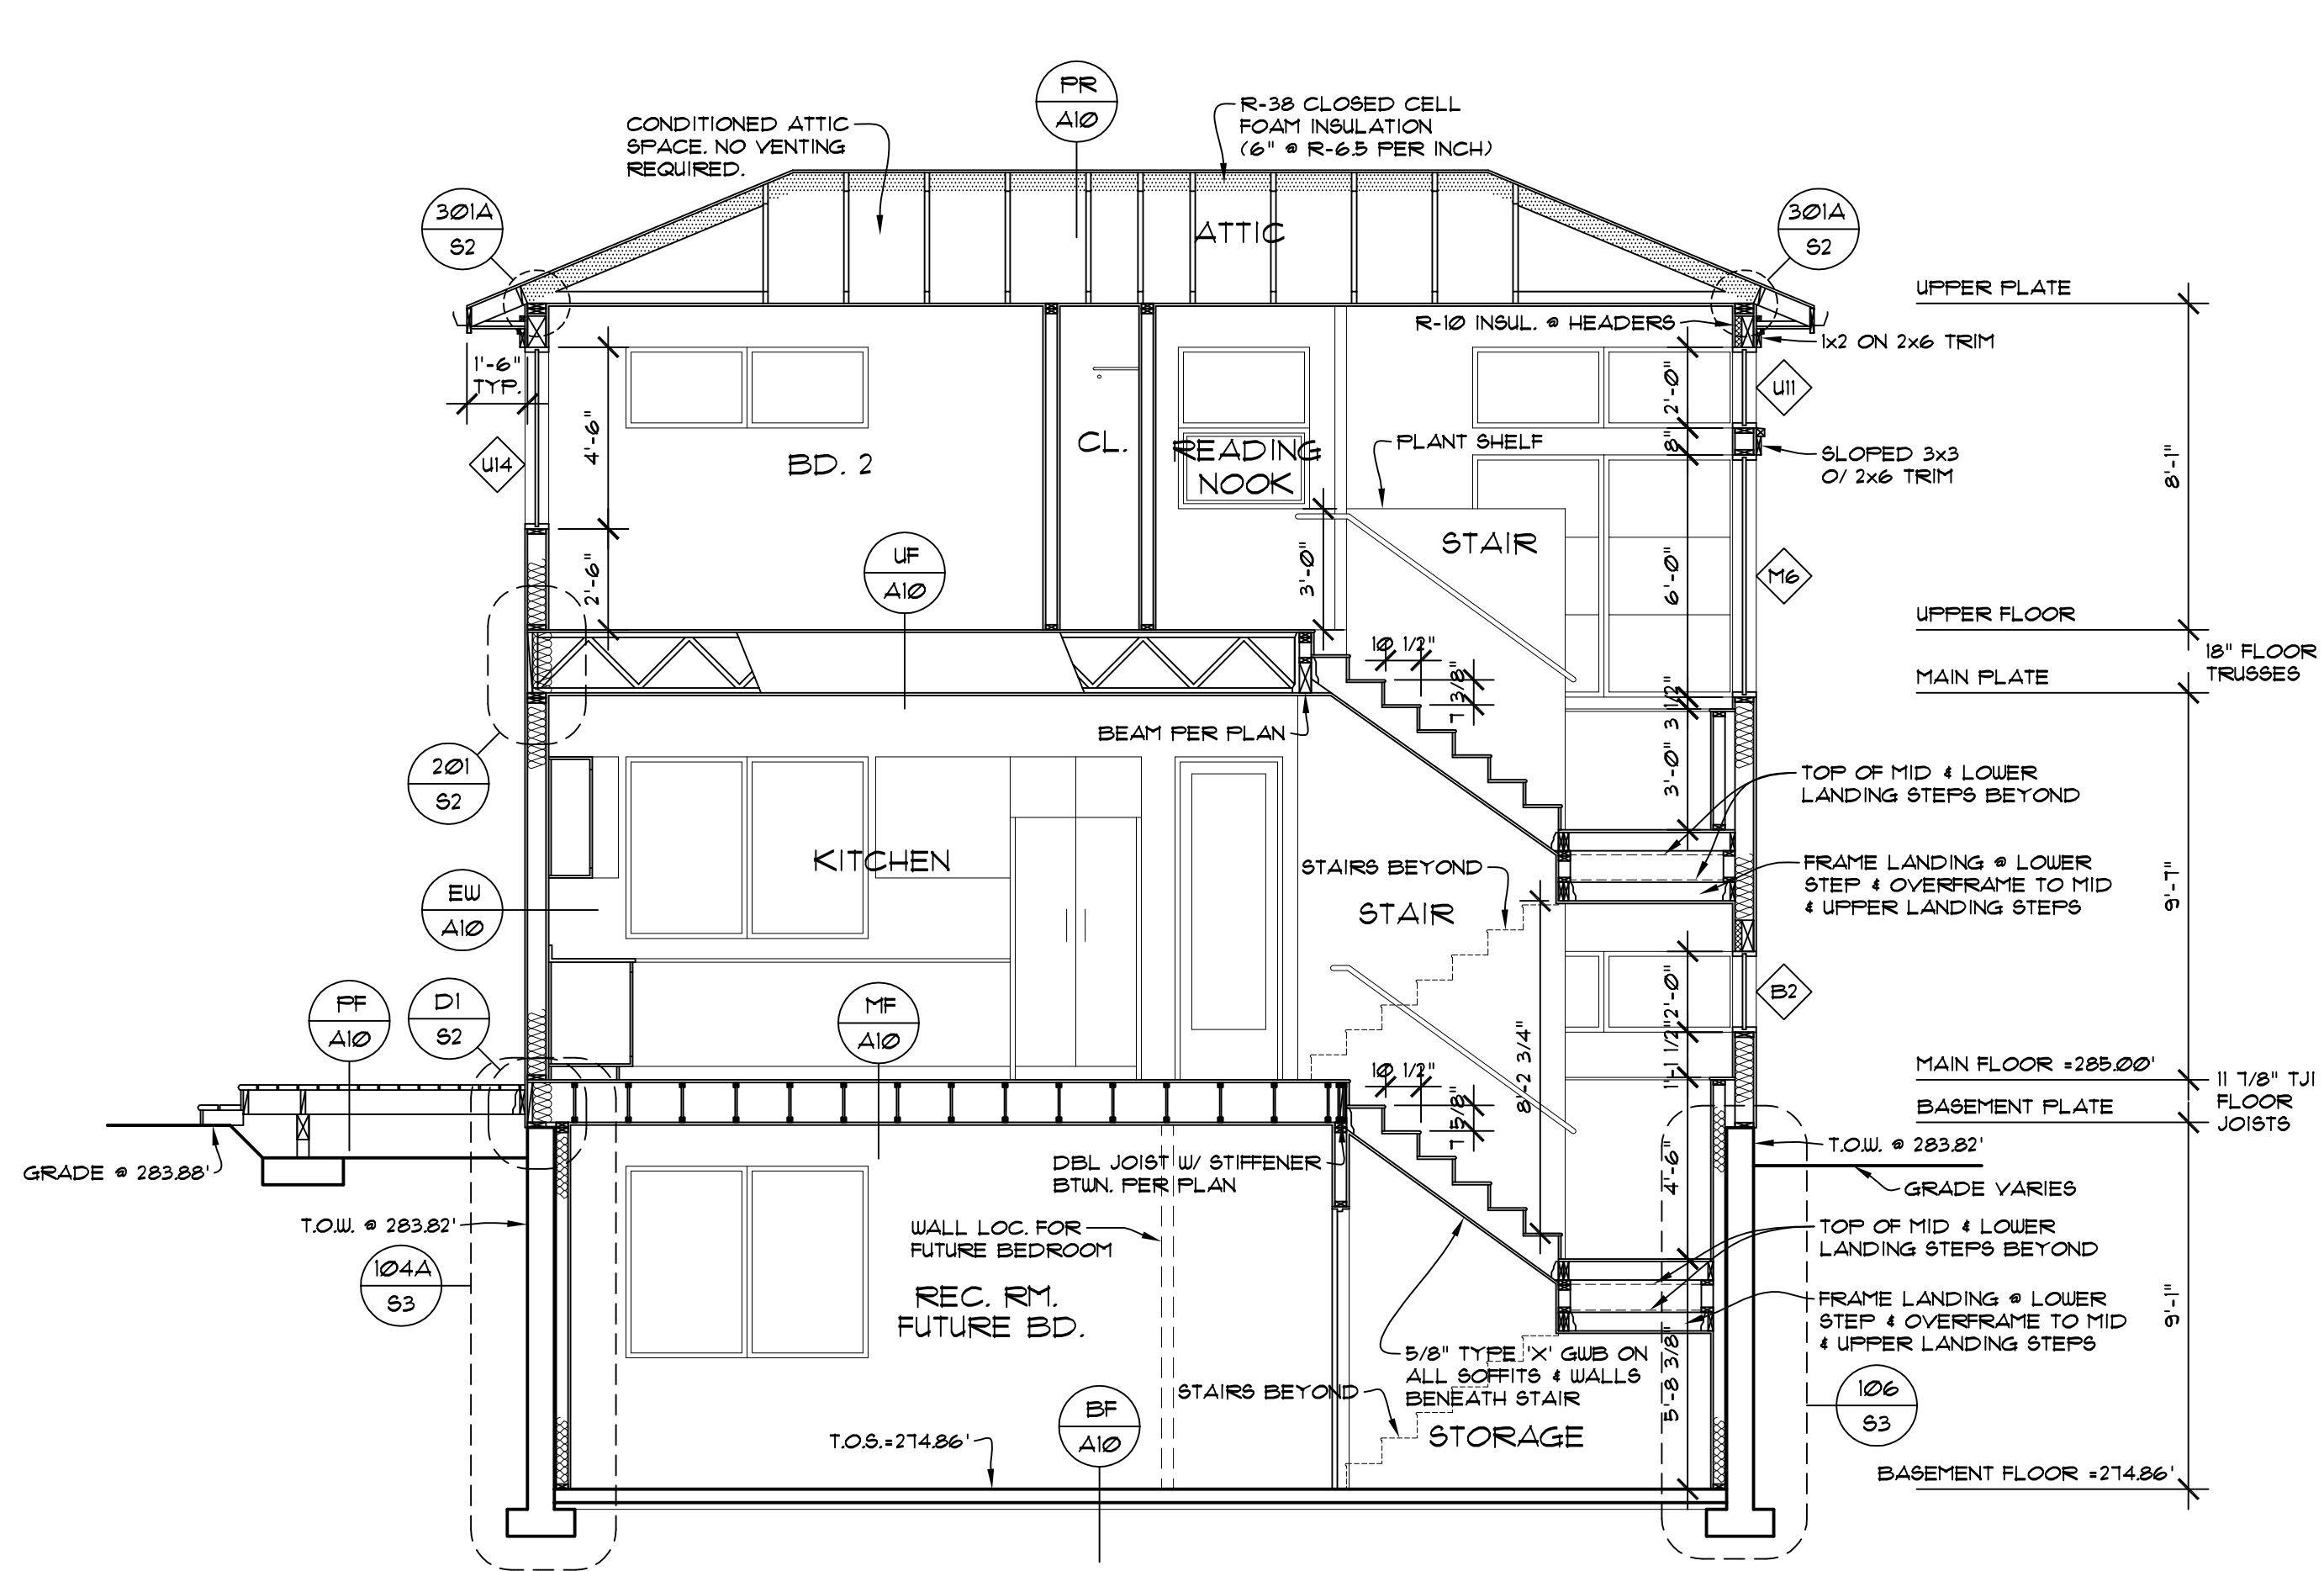 PR
A10
CONDITIONED ATTIC
SPACE. NO VENTING
REQUIRED.
R-38 CLOSED CELL
FOAM INSULATION
(6" @ R-6.5 PER INCH)
301A
S2
301A
S2
ATTIC
UPPER PLATE
R-10 INSUL. @ HEADERS
1x2 ON 2x6 TRIM
1'-6"
TYP.
U14
4'-6"
2'-6"
BD. 2
CL.
READING
NOOK
PLANT SHELF
STAIR
3'-0"
2'-0"
8"
6'-0"
U11
SLOPED 3x3
O/ 2x6 TRIM
M6
8'-1"
UF
A10
UPPER FLOOR
18" FLOOR
TRUSSES
MAIN PLATE
10 1/2"
7 3/8"
3 1/2"
3'-0"
BEAM PER PLAN
201
S2
TOP OF MID & LOWER
LANDING STEPS BEYOND
KITCHEN
STAIRS BEYOND
STAIR
FRAME LANDING @ LOWER
STEP & OVERFRAME TO MID
& UPPER LANDING STEPS
9'-7"
EW
A10
PF
A10
D1
S2
MF
A10
8'-2 3/4"
2'-0"
1'-1 1/2"
B2
MAIN FLOOR =285.00'
11 7/8" TJI
FLOOR
JOISTS
BASEMENT PLATE
10 1/2"
7 5/8"
GRADE @ 283.88'
T.O.W. @ 283.82'
DBL JOIST W/ STIFFENER
BTWN. PER PLAN
T.O.W. @ 283.82'
GRADE VARIES
4'-6"
WALL LOC. FOR
FUTURE BEDROOM
TOP OF MID & LOWER
LANDING STEPS BEYOND
104A
S3
REC. RM.
FUTURE BD.
FRAME LANDING @ LOWER
STEP & OVERFRAME TO MID
& UPPER LANDING STEPS
9'-1"
5/8" TYPE 'X' GWB ON
ALL SOFFITS & WALLS
BENEATH STAIR
5'-8 3/8"
STAIRS BEYOND
106
S3
BF
A10
STORAGE
T.O.S.=274.86'
BASEMENT FLOOR =274.86'